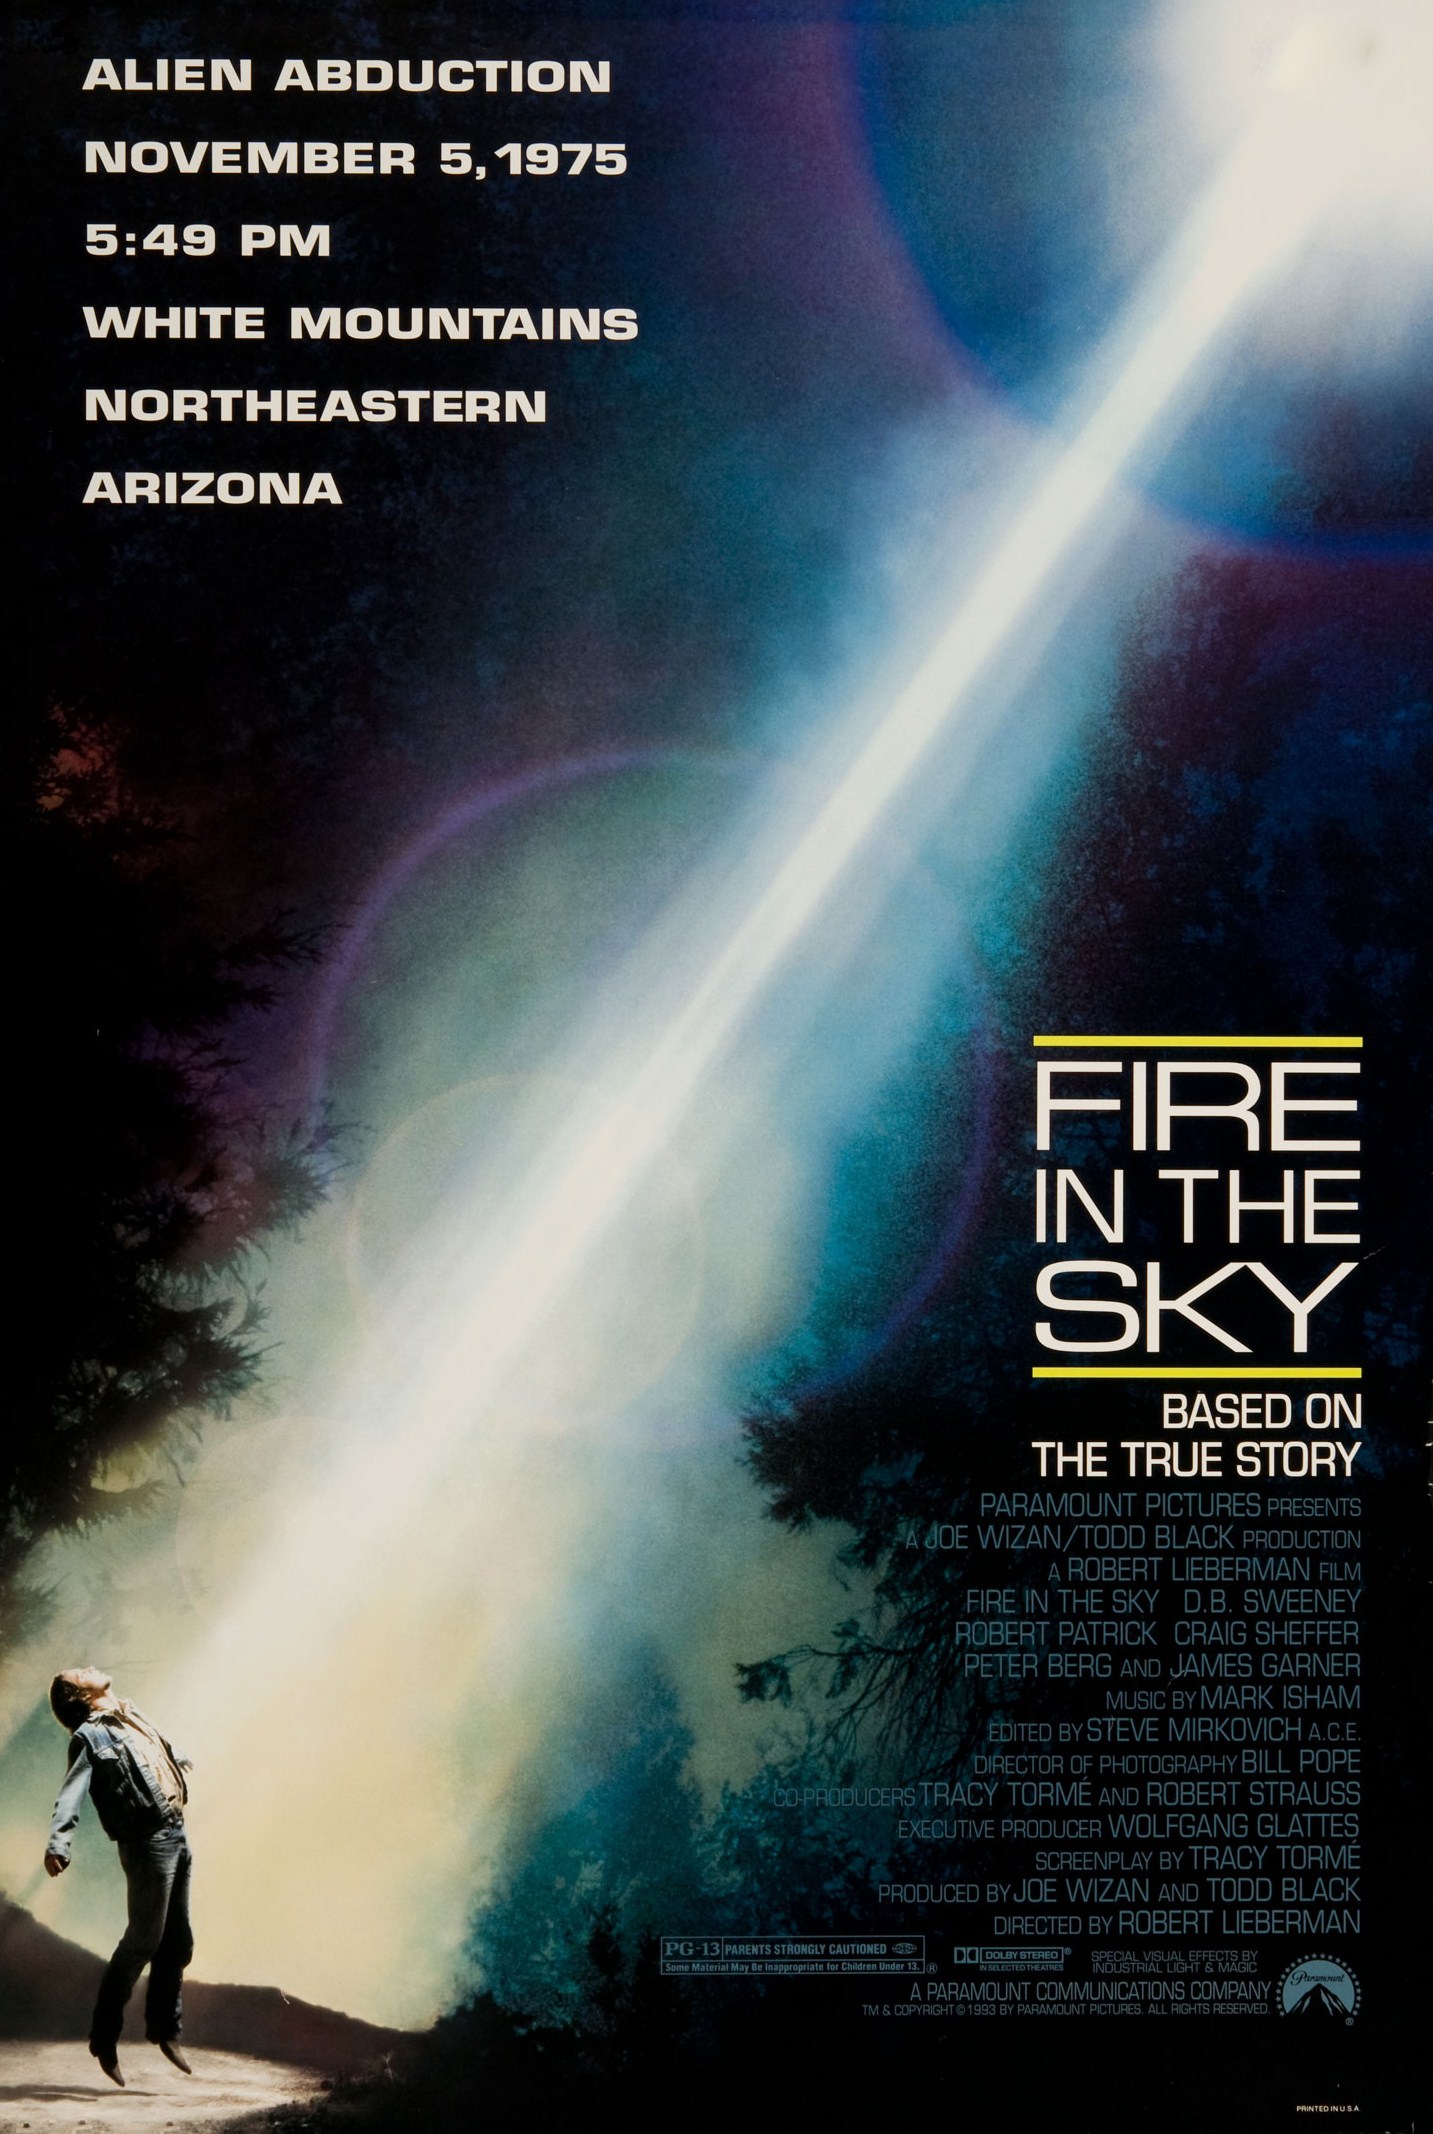 ALIEN ABDUCTION
NOVEMBER 5, 1975
5:49 PM
WHITE MOUNTAINS
NORTHEASTERN
ARIZONA
FIRE
IN THE
SKY
BASED ON
THE TRUE STORY
PARAMOUNT PICTURES PRESENTS
A JOE WIZAN/TODD BLACK PRODUCTION
A ROBERT LIEBERMAN FILM
FIRE IN THE SKY D.B. SWEENEY
ROBERT PATRICK CRAIG SHEFFER
PETER BERG AND JAMES GARNER
MUSIC BY MARK ISHAM
EDITED BY STEVE MIRKOVICH A.C.E.
DIRECTOR OF PHOTOGRAPHY BILL POPE
CO-PRODUCERS TRACY TORMÉ AND ROBERT STRAUSS
EXECUTIVE PRODUCER WOLFGANG GLATTES
SCREENPLAY BY TRACY TORMÉ
PRODUCED BY JOE WIZAN AND TODD BLACK
DIRECTED BY ROBERT LIEBERMAN
PG-13 PARENTS STRONGLY CAUTIONED
Some Material May Be Inappropriate for Children Under 13. ®
DOLBY STEREO ®
IN SELECTED THEATRES
SPECIAL VISUAL EFFECTS BY
INDUSTRIAL LIGHT & MAGIC
A PARAMOUNT COMMUNICATIONS COMPANY
TM & COPYRIGHT © 1993 BY PARAMOUNT PICTURES. ALL RIGHTS RESERVED.
Paramount ®
PRINTED IN U.S.A.